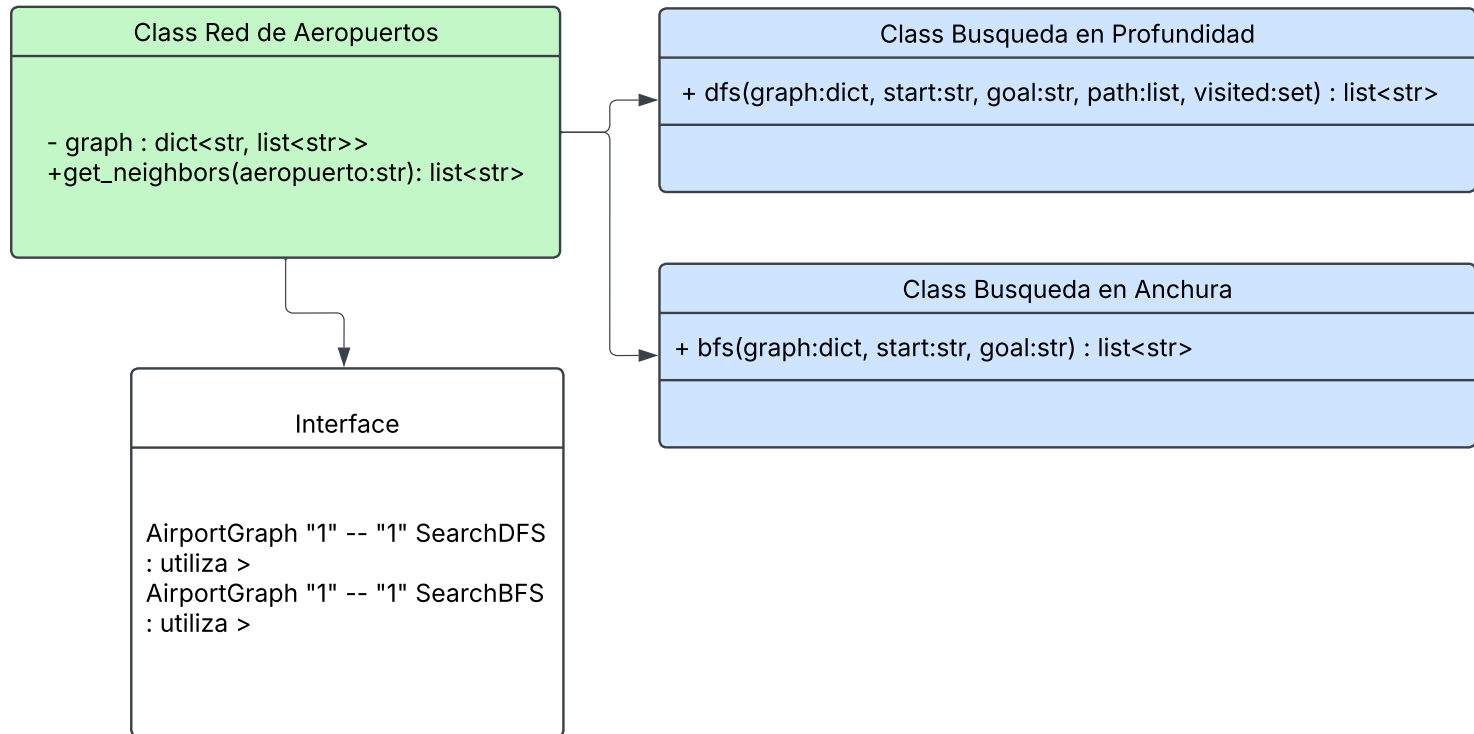 Class Red de Aeropuertos
- graph : dict<str, list<str>>
+get_neighbors(aeropuerto:str): list<str>
Class Busqueda en Profundidad
+ dfs(graph:dict, start:str, goal:str, path:list, visited:set) : list<str>
Class Busqueda en Anchura
+ bfs(graph:dict, start:str, goal:str) : list<str>
Interface
AirportGraph "1" -- "1" SearchDFS
: utiliza >
AirportGraph "1" -- "1" SearchBFS
: utiliza >